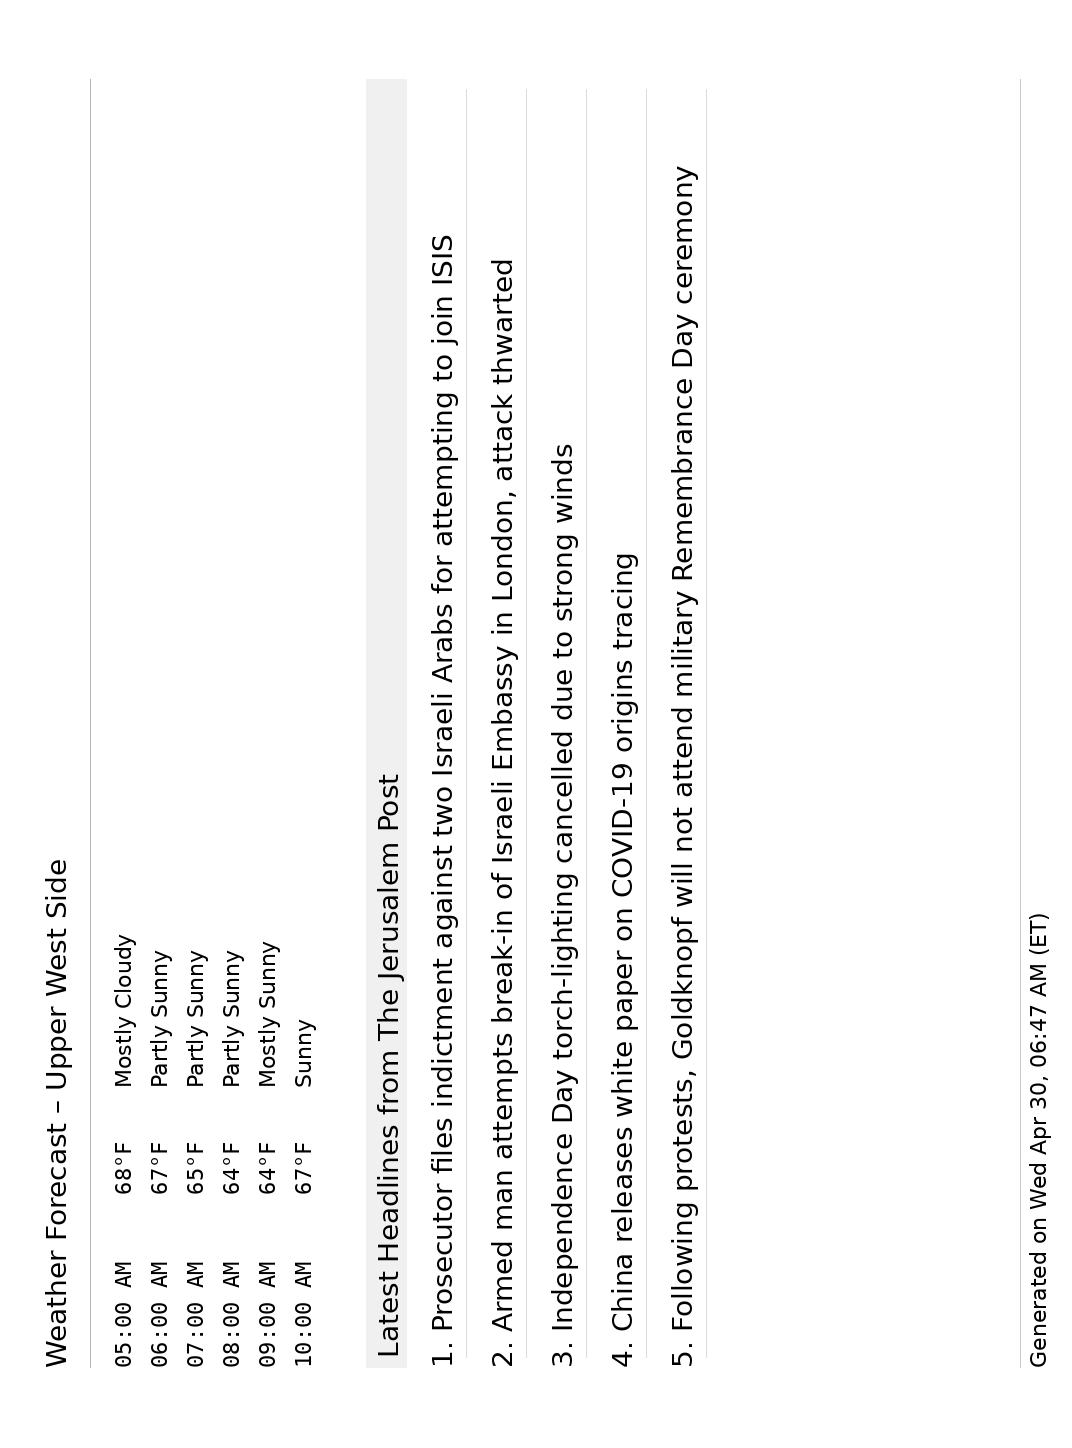 Weather Forecast – Upper West Side
05:00 AM 68°F Mostly Cloudy
06:00 AM 67°F Partly Sunny
07:00 AM 65°F Partly Sunny
08:00 AM 64°F Partly Sunny
09:00 AM 64°F Mostly Sunny
10:00 AM 67°F Sunny
Latest Headlines from The Jerusalem Post
1. Prosecutor files indictment against two Israeli Arabs for attempting to join ISIS
2. Armed man attempts break-in of Israeli Embassy in London, attack thwarted
3. Independence Day torch-lighting cancelled due to strong winds
4. China releases white paper on COVID-19 origins tracing
5. Following protests, Goldknopf will not attend military Remembrance Day ceremony
Generated on Wed Apr 30, 06:47 AM (ET)